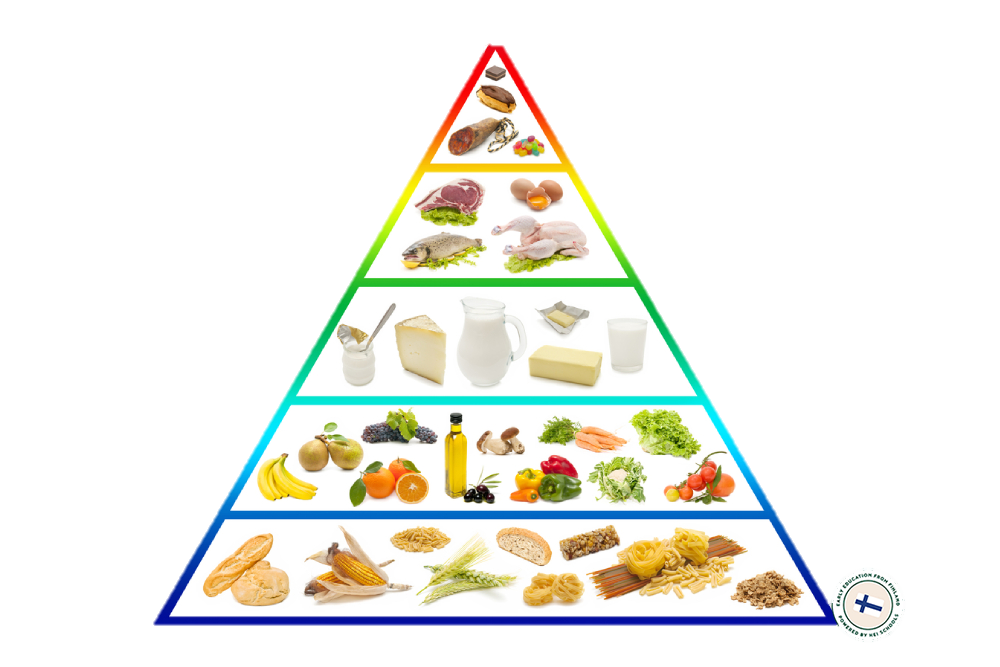 EARLY EDUCATION FROM FINLAND
POWERED BY HEI SCHOOLS